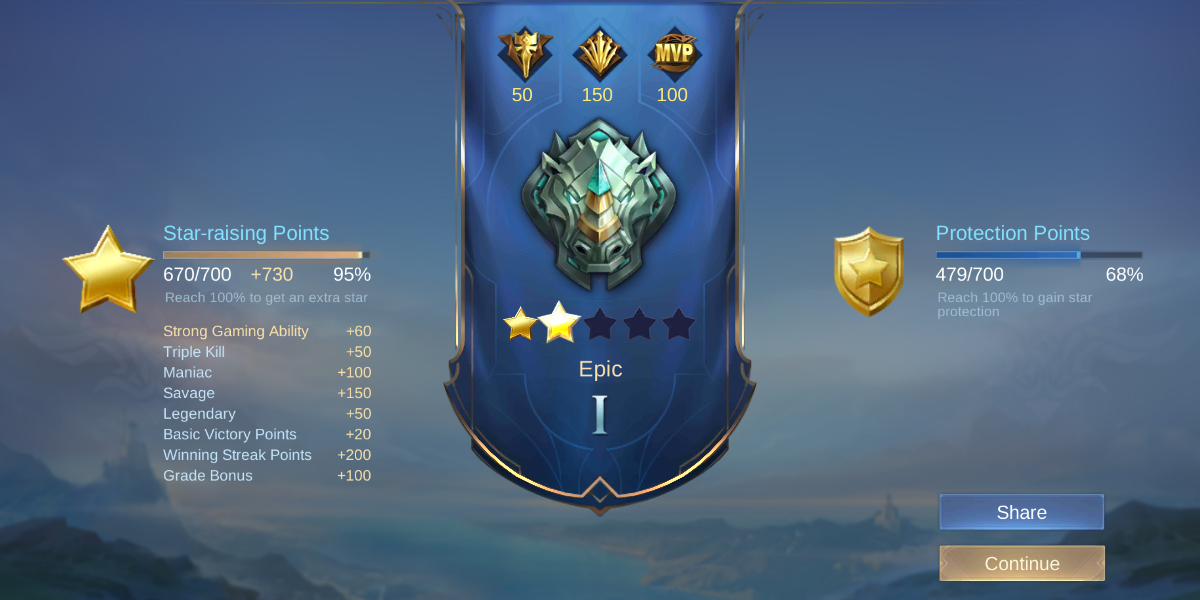 MVP
50 150 100
Star-raising Points
670/700 +730 95%
Reach 100% to get an extra star
Strong Gaming Ability +60
Triple Kill +50
Maniac +100
Savage +150
Legendary +50
Basic Victory Points +20
Winning Streak Points +200
Grade Bonus +100
Epic
I
Protection Points
479/700 68%
Reach 100% to gain star
protection
Share
Continue